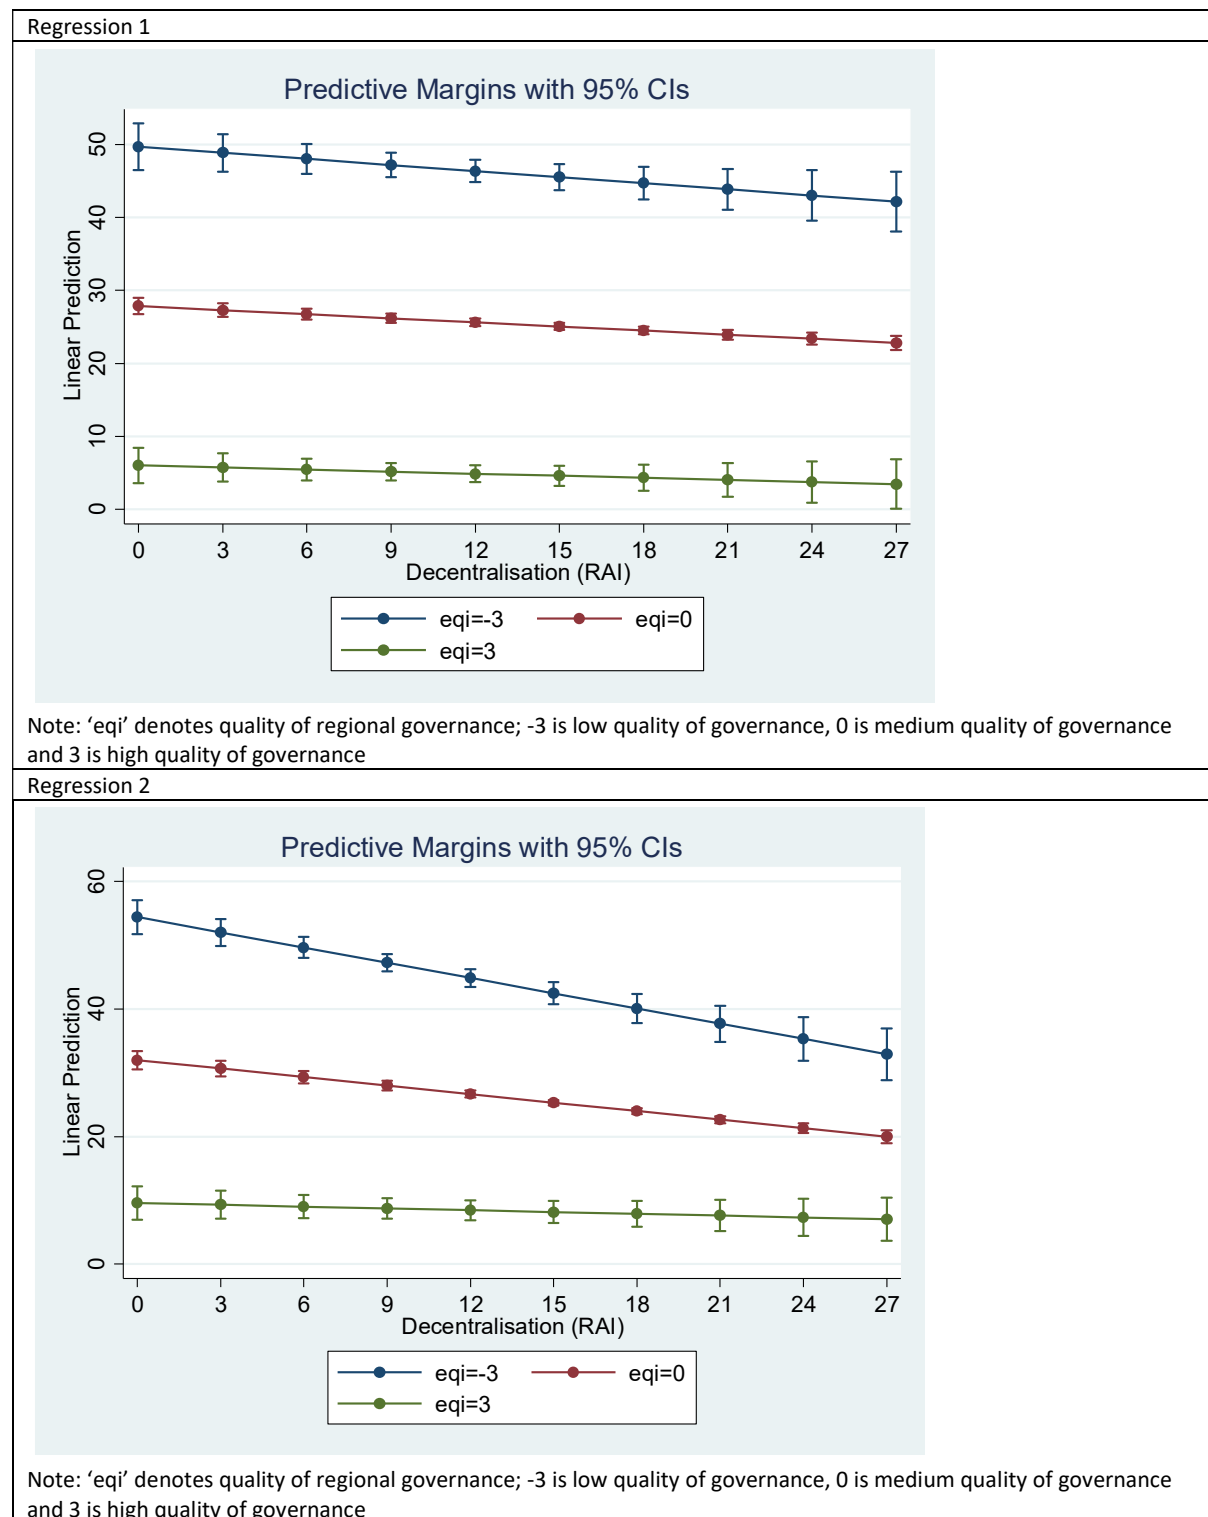 Regression 1
Predictive Margins with 95% CIs
50
40
30
20
10
0
Linear Prediction
0 3 6 9 12 15 18 21 24 27
Decentralisation (RAI)
eqi=-3 eqi=0
eqi=3
Note: ‘eqi’ denotes quality of regional governance; -3 is low quality of governance, 0 is medium quality of governance
and 3 is high quality of governance
Regression 2
Predictive Margins with 95% CIs
60
40
20
0
Linear Prediction
0 3 6 9 12 15 18 21 24 27
Decentralisation (RAI)
eqi=-3 eqi=0
eqi=3
Note: ‘eqi’ denotes quality of regional governance; -3 is low quality of governance, 0 is medium quality of governance
and 3 is high quality of governance